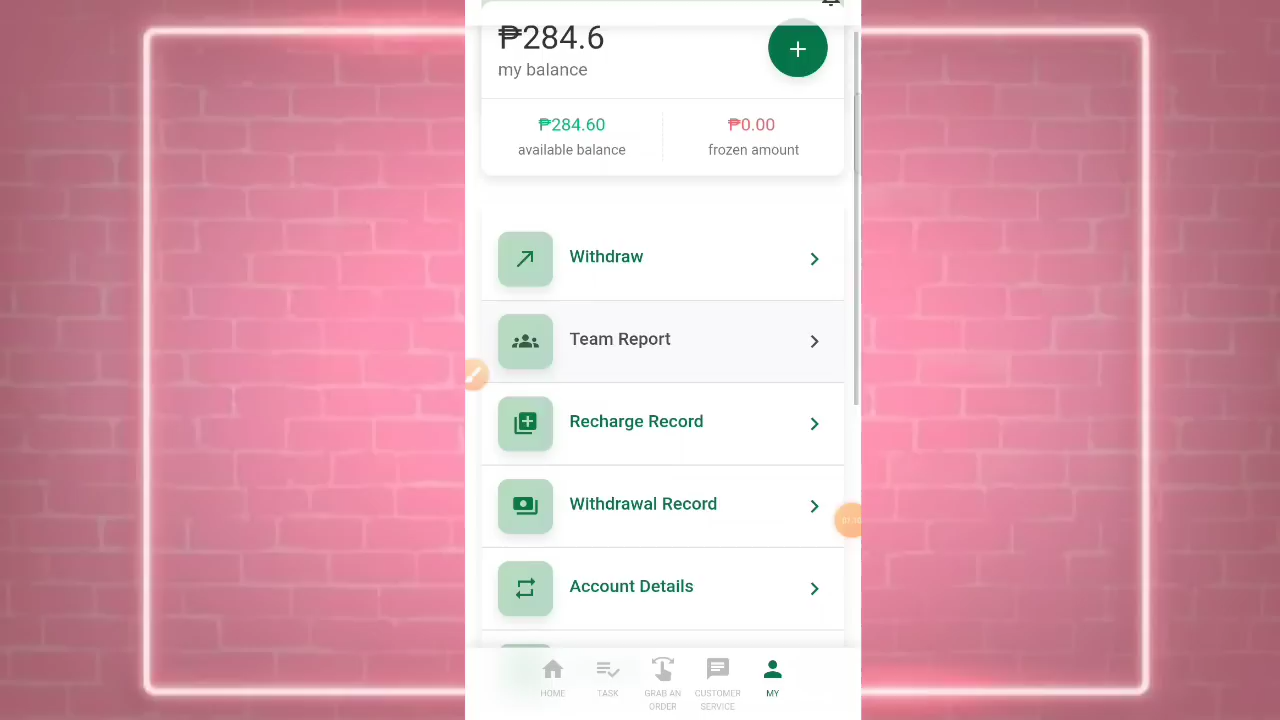 ₱284.6
my balance
₱284.60
available balance
₱0.00
frozen amount
Withdraw
Team Report
Recharge Record
Withdrawal Record
Account Details
HOME
TASK
GRAB AN
ORDER
CUSTOMER
SERVICE
MY